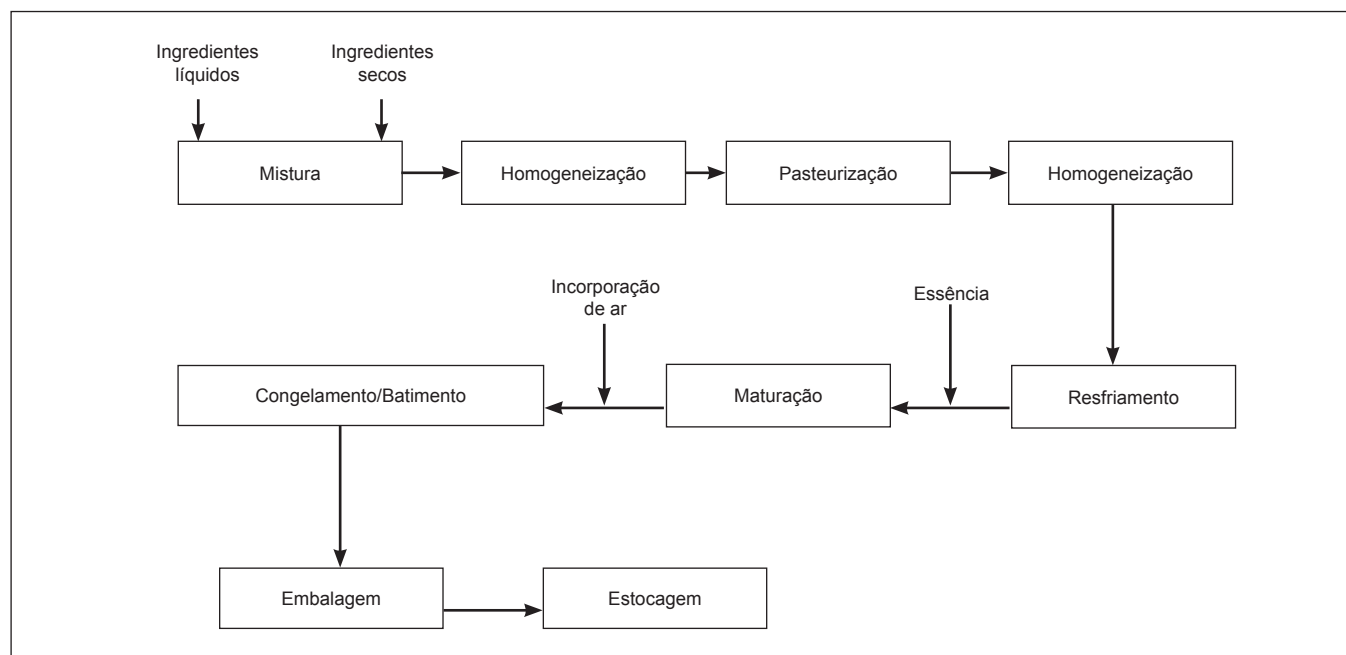 Ingredientes
líquidos
Ingredientes
secos
Mistura
Homogeneização
Pasteurização
Homogeneização
Incorporação
de ar
Essência
Congelamento/Batimento
Maturação
Resfriamento
Embalagem
Estocagem